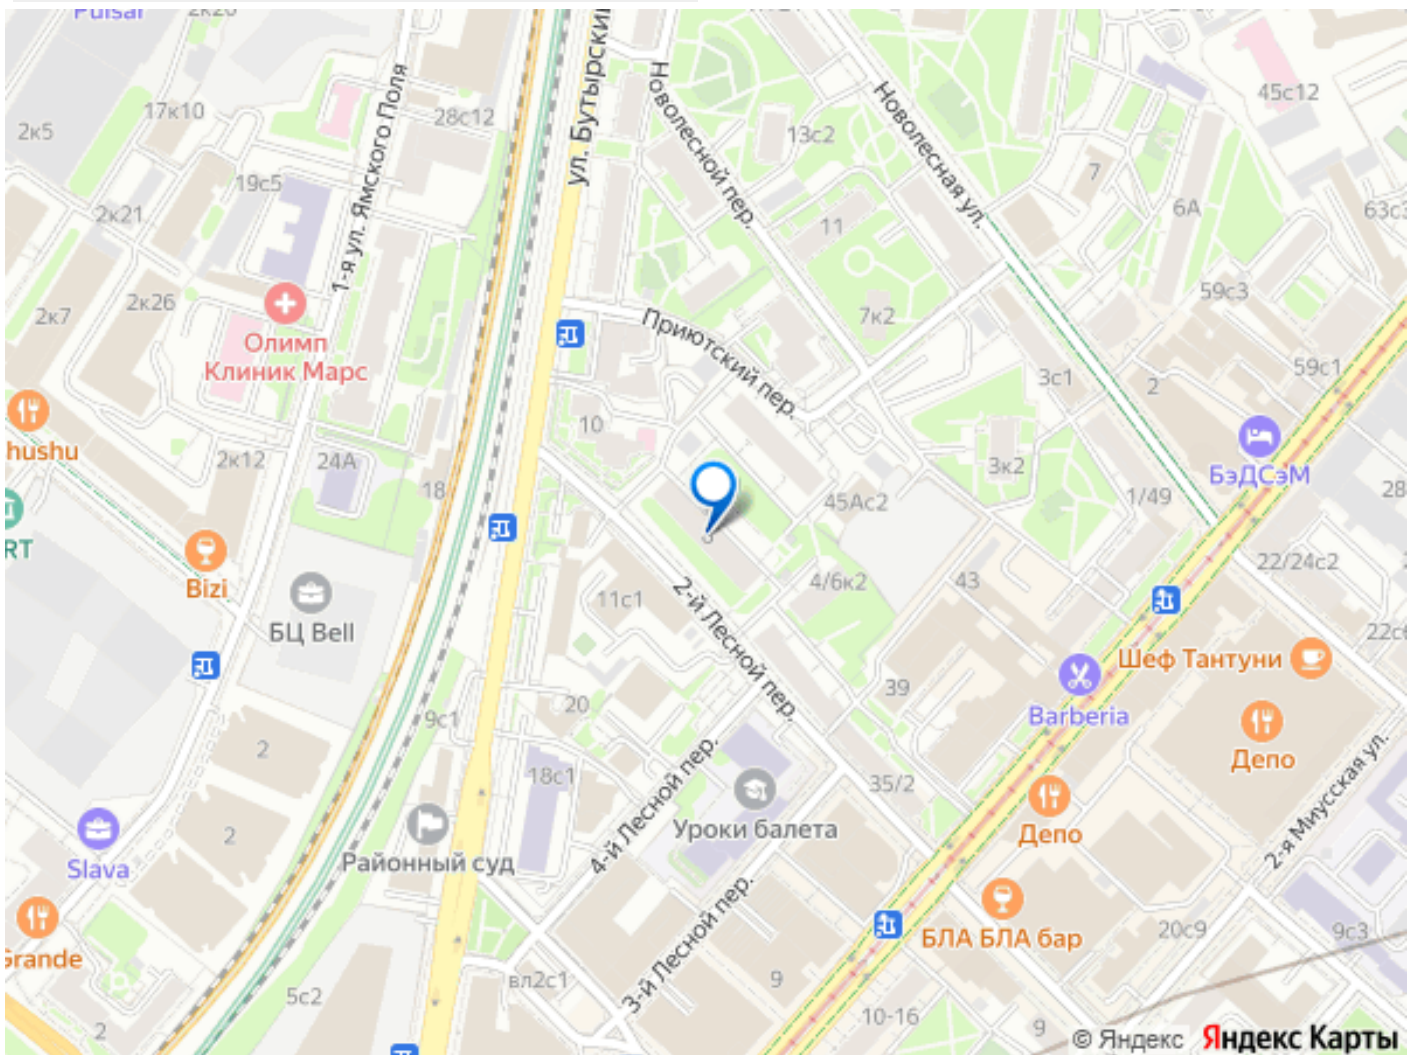 Pulsar
2к26
45с12
17к10
28с12
2к5
13с2
ул. Бутырский
Новолесной пер.
Новолесная ул.
1-я ул. Ямского Поля
7
19с5
2к21
6А
11
59с3
2к26
2к7
7к2
Олимп
Клиник Марс
Приютский пер.
3с1
2
59с1
10
hushu
2к12
24А
18
3к2
БэДСэМ
45Ас2
1/49
28
RT
3
22/24с2
Bizi
11с1
4/6к2
43
БЦ Bell
2-й Лесной пер.
22с6
Шеф Тантуни
39
9с1
20
Barberia
2
18с1
Депо
4-й Лесной пер.
35/2
2-я Миусская ул.
2
Уроки балета
Депо
Районный суд
Slava
3-й Лесной пер.
БЛА БЛА бар
20с9
9с3
Grande
вл2с1
9
5с2
10-16
9
2
© Яндекс Яндекс Карты